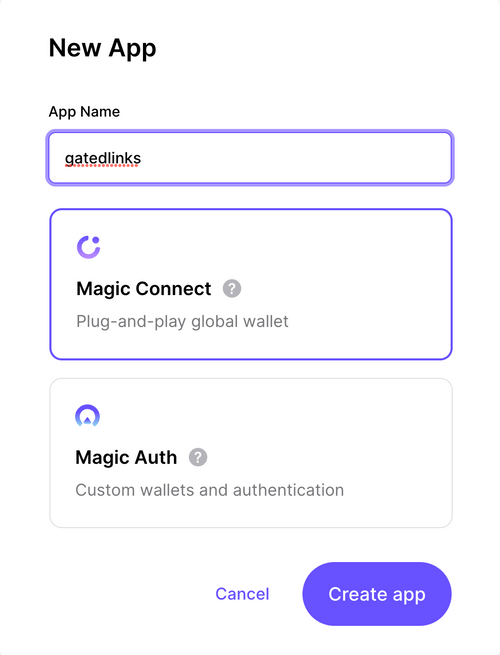 New App
App Name
gatedlinks
Magic Connect ?
Plug-and-play global wallet
Magic Auth ?
Custom wallets and authentication
Cancel Create app